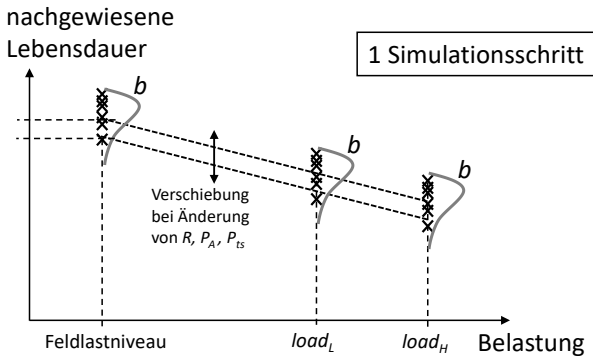 nachgewiesene
Lebensdauer
1 Simulationsschritt
b
b
b
Verschiebung
bei Änderung
von R, P_A, P_ts
Feldlastniveau
load_L
load_H
Belastung